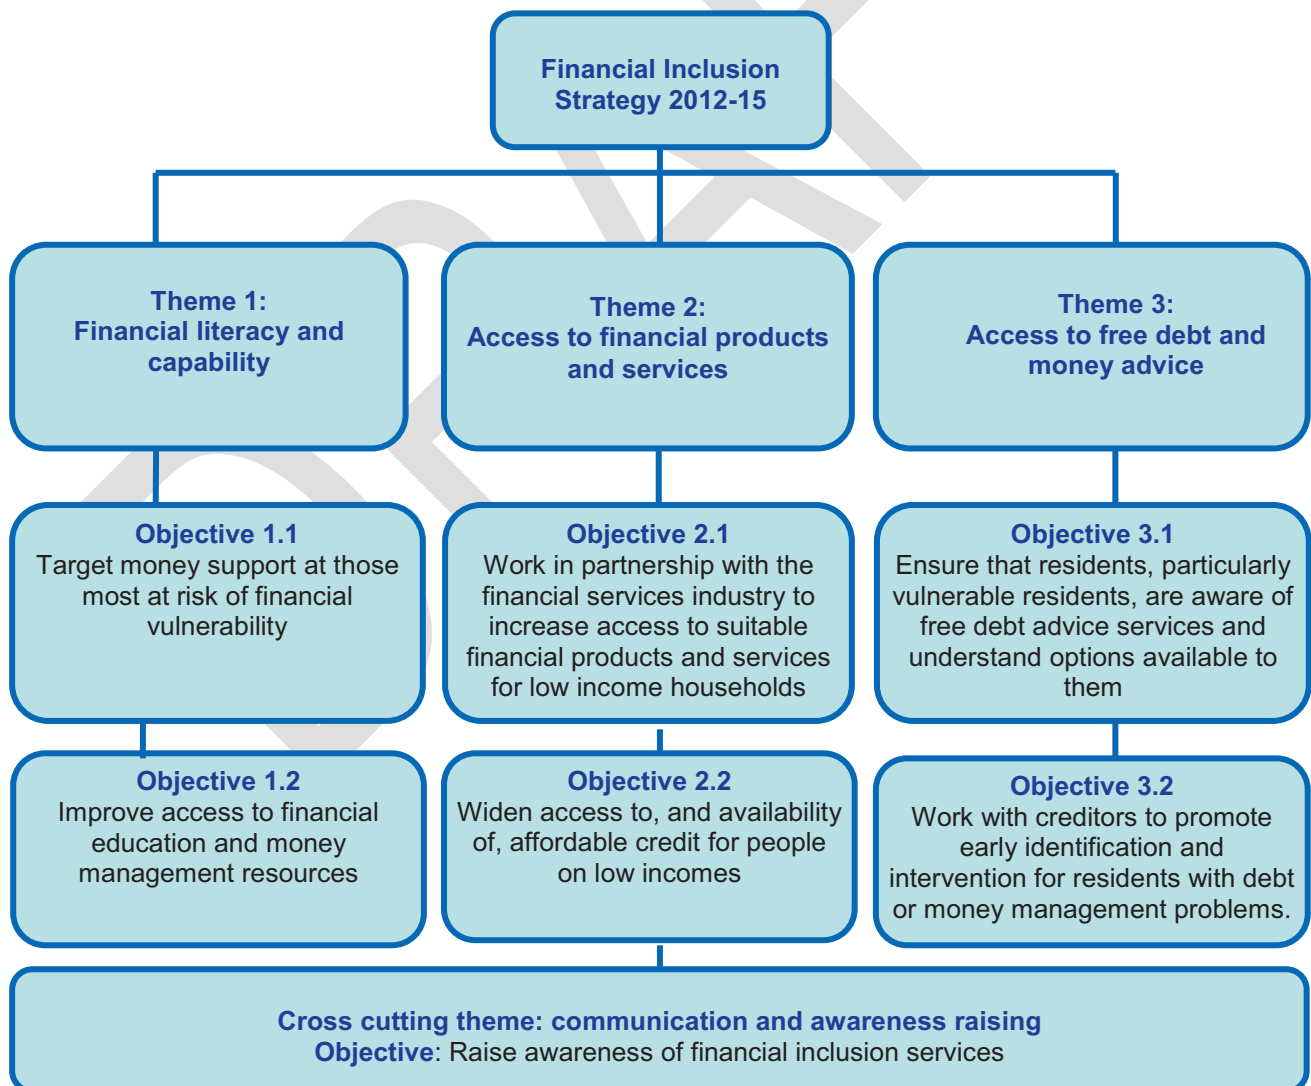 Financial Inclusion
Strategy 2012-15
Theme 1:
Financial literacy and
capability
Theme 2:
Access to financial products
and services
Theme 3:
Access to free debt and
money advice
Objective 1.1
Target money support at those
most at risk of financial
vulnerability
Objective 2.1
Work in partnership with the
financial services industry to
increase access to suitable
financial products and services
for low income households
Objective 3.1
Ensure that residents, particularly
vulnerable residents, are aware of
free debt advice services and
understand options available to
them
Objective 1.2
Improve access to financial
education and money
management resources
Objective 2.2
Widen access to, and availability
of, affordable credit for people
on low incomes
Objective 3.2
Work with creditors to promote
early identification and
intervention for residents with debt
or money management problems.
Cross cutting theme: communication and awareness raising
Objective: Raise awareness of financial inclusion services